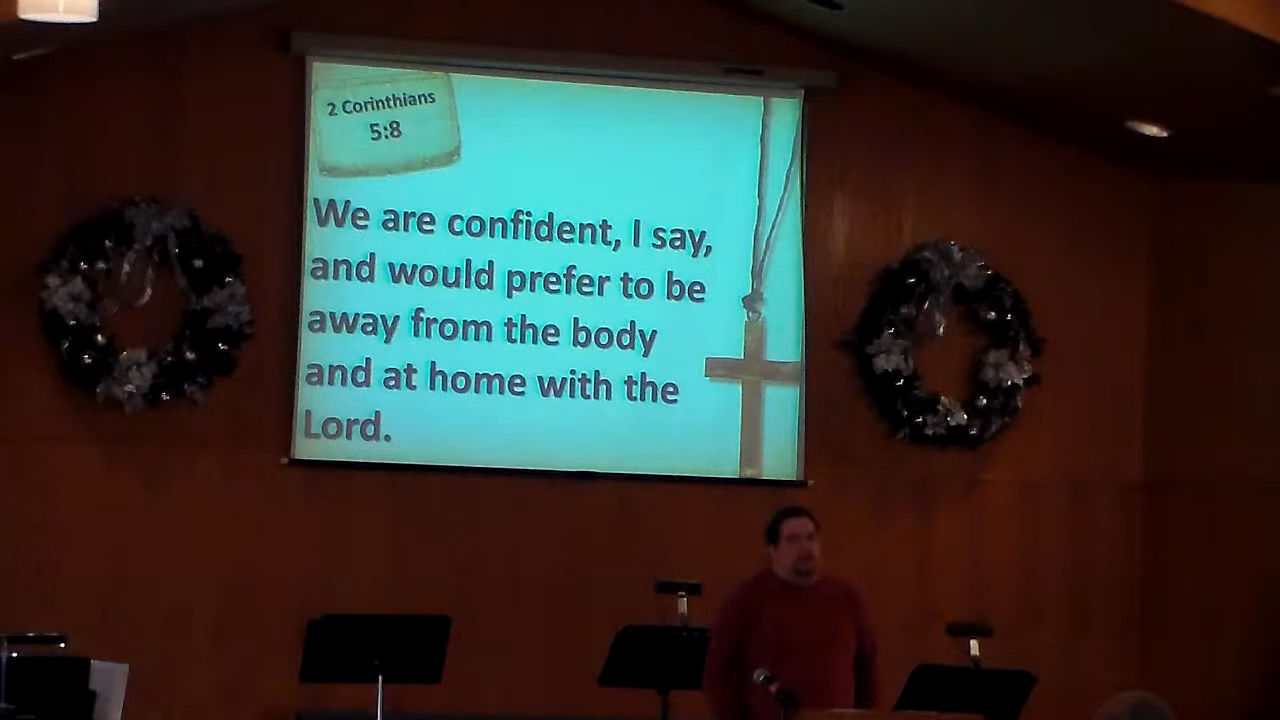 2 Corinthians
5:8
We are confident, I say,
and would prefer to be
away from the body
and at home with the
Lord.